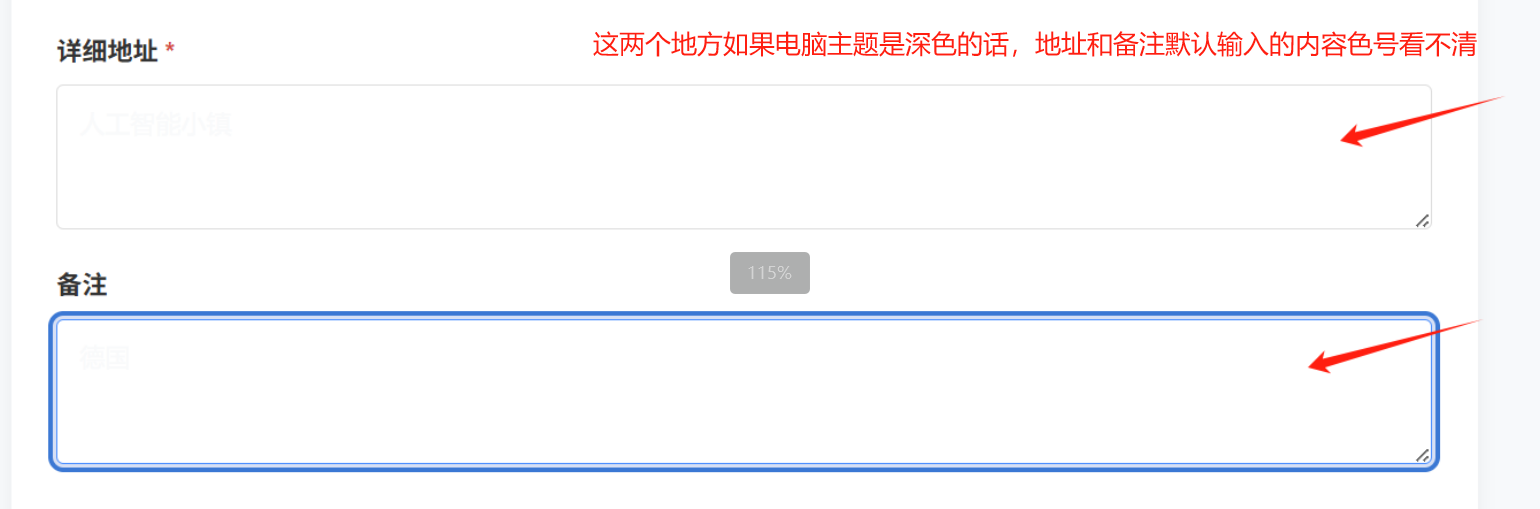 详细地址 *
这两个地方如果电脑主题是深色的话，地址和备注默认输入的内容色号看不清
人工智能小镇
115%
备注
德国